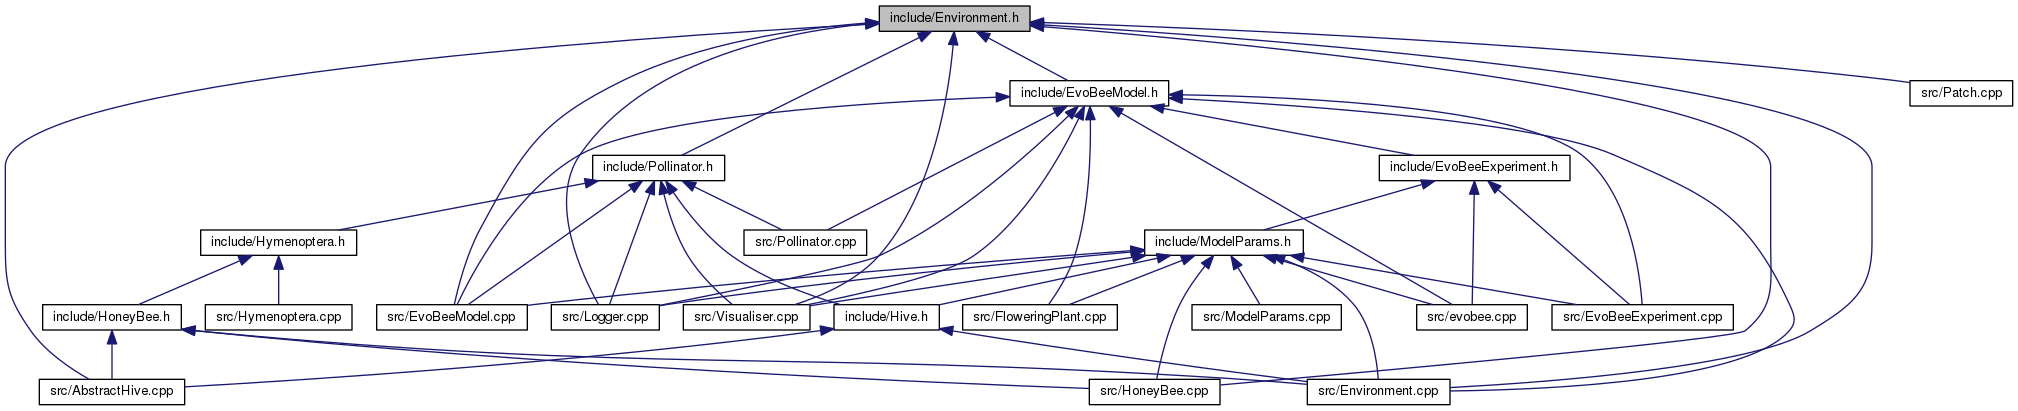 include/Environment.h
include/EvoBeeModel.h
src/Patch.cpp
include/Pollinator.h
include/EvoBeeExperiment.h
include/Hymenoptera.h
src/Pollinator.cpp
include/ModelParams.h
include/HoneyBee.h
src/Hymenoptera.cpp
src/EvoBeeModel.cpp
src/Logger.cpp
src/Visualiser.cpp
include/Hive.h
src/FloweringPlant.cpp
src/ModelParams.cpp
src/evobee.cpp
src/EvoBeeExperiment.cpp
src/AbstractHive.cpp
src/HoneyBee.cpp
src/Environment.cpp